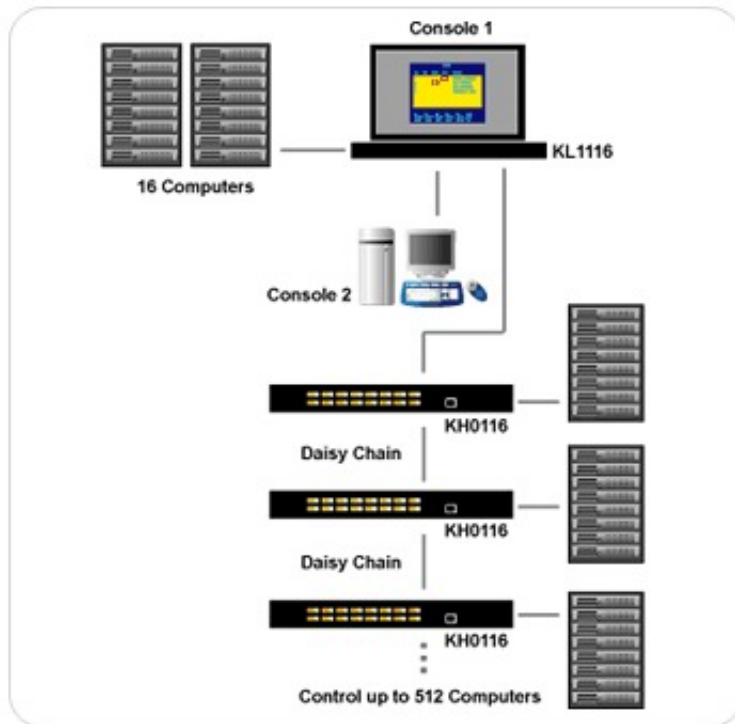 Console 1
KL1116
16 Computers
Console 2
KH0116
Daisy Chain
KH0116
Daisy Chain
KH0116
Control up to 512 Computers